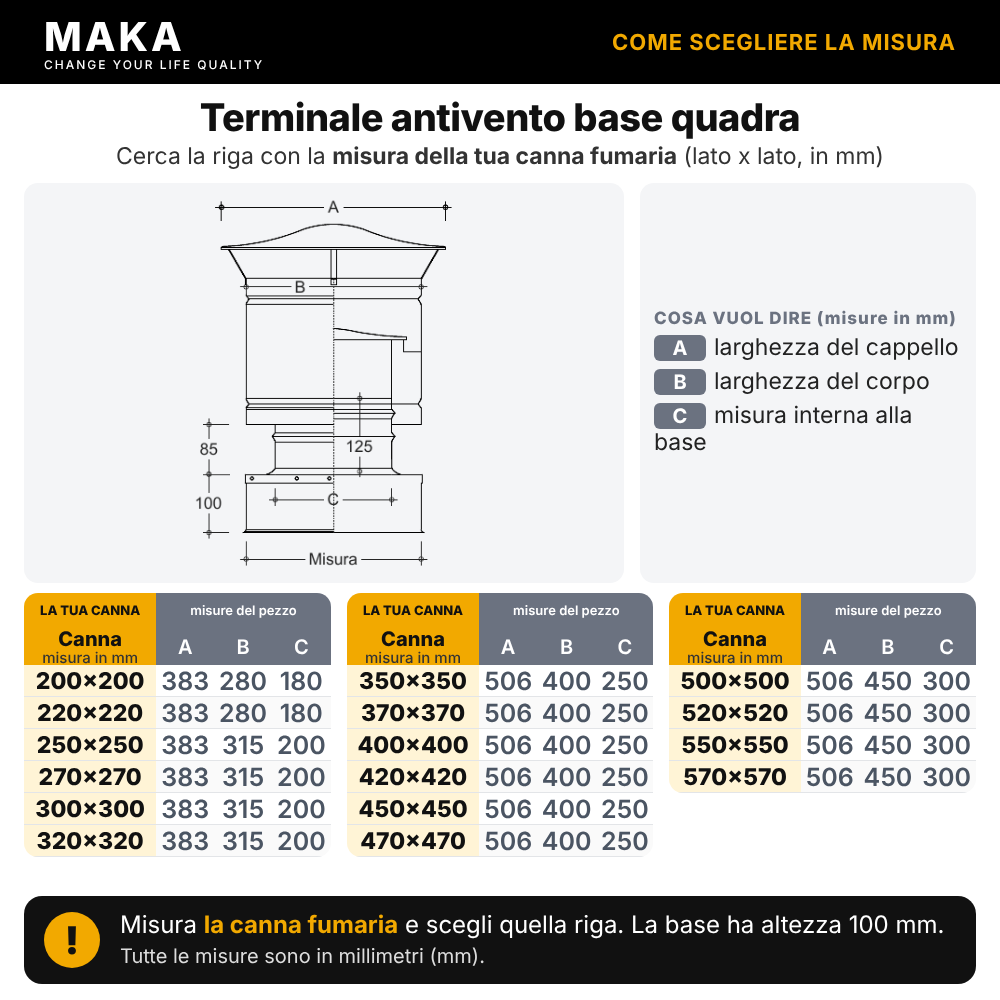 MAKA
CHANGE YOUR LIFE QUALITY
COME SCEGLIERE LA MISURA
Terminale antivento base quadra
Cerca la riga con la misura della tua canna fumaria (lato x lato, in mm)
A
B
85
125
100
C
Misura
COSA VUOL DIRE (misure in mm)
A larghezza del cappello
B larghezza del corpo
C misura interna alla
base
LA TUA CANNA misure del pezzo
Canna
misura in mm A B C
200×200 383 280 180
220×220 383 280 180
250×250 383 315 200
270×270 383 315 200
300×300 383 315 200
320×320 383 315 200
LA TUA CANNA misure del pezzo
Canna
misura in mm A B C
350×350 506 400 250
370×370 506 400 250
400×400 506 400 250
420×420 506 400 250
450×450 506 400 250
470×470 506 400 250
LA TUA CANNA misure del pezzo
Canna
misura in mm A B C
500×500 506 450 300
520×520 506 450 300
550×550 506 450 300
570×570 506 450 300
! Misura la canna fumaria e scegli quella riga. La base ha altezza 100 mm.
Tutte le misure sono in millimetri (mm).